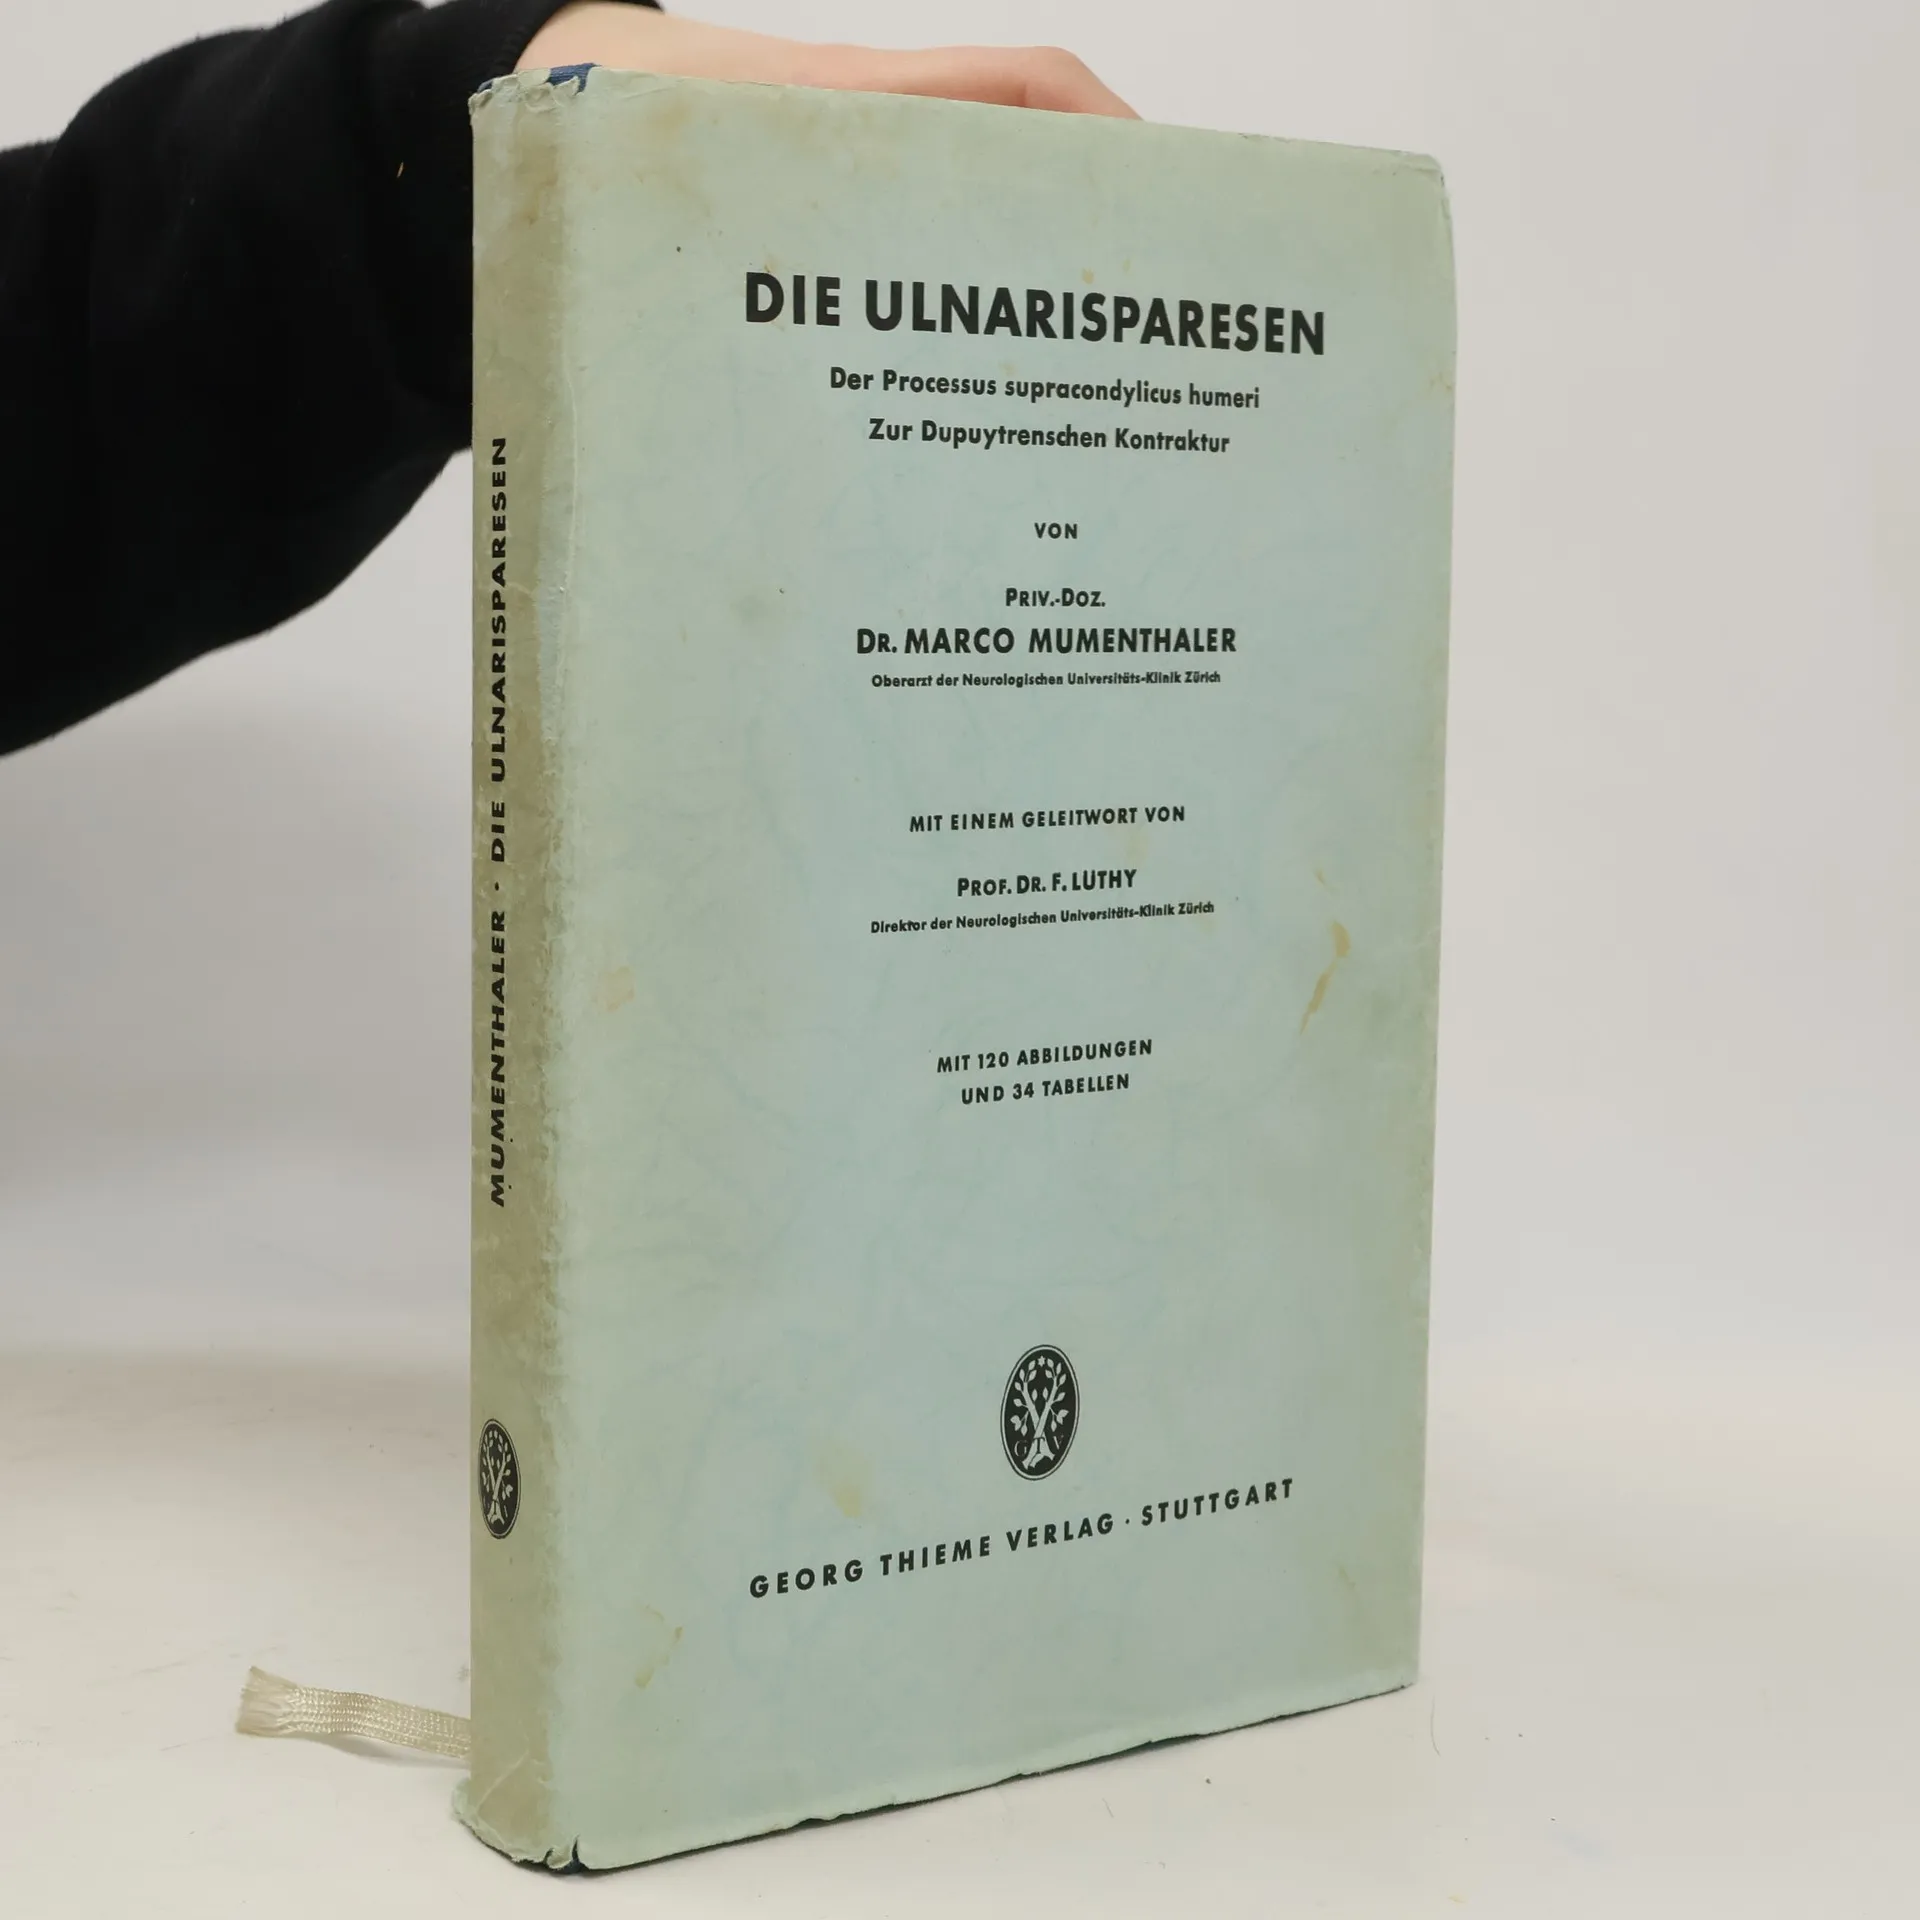 DIE ULNARISPARESEN
Der Processus supracondylicus humeri
Zur Dupuytrenschen Kontraktur
VON
PRIV.-DOZ.
DR. MARCO MUMENTHALER
Oberarzt der Neurologischen Universitäts-Klinik Zürich
MIT EINEM GELEITWORT VON
PROF. DR. F. LÜTHY
Direktor der Neurologischen Universitäts-Klinik Zürich
MIT 120 ABBILDUNGEN
UND 34 TABELLEN
GTV
GEORG THIEME VERLAG · STUTTGART
MUMENTHALER · DIE ULNARISPARESEN